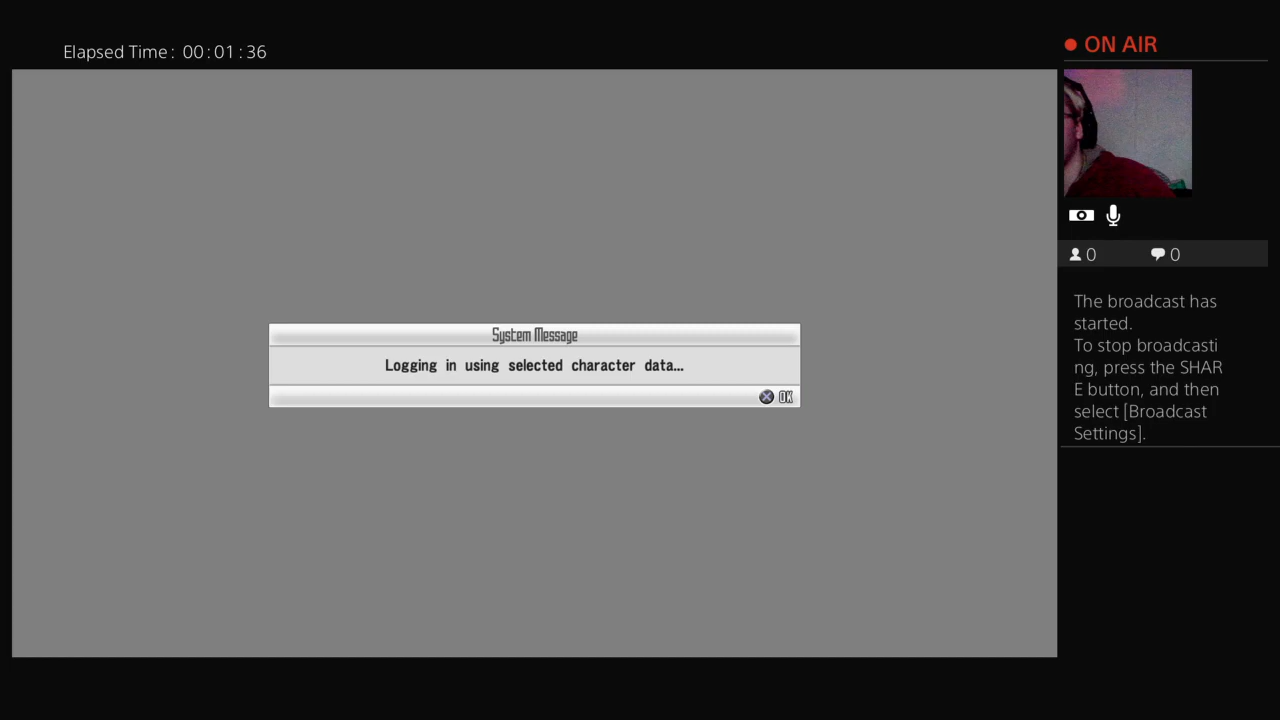 Elapsed Time: 00:01:36
ON AIR
0
0
The broadcast has
started.
To stop broadcasti
ng, press the SHAR
E button, and then
select [Broadcast
Settings].
System Message
Logging in using selected character data...
OK